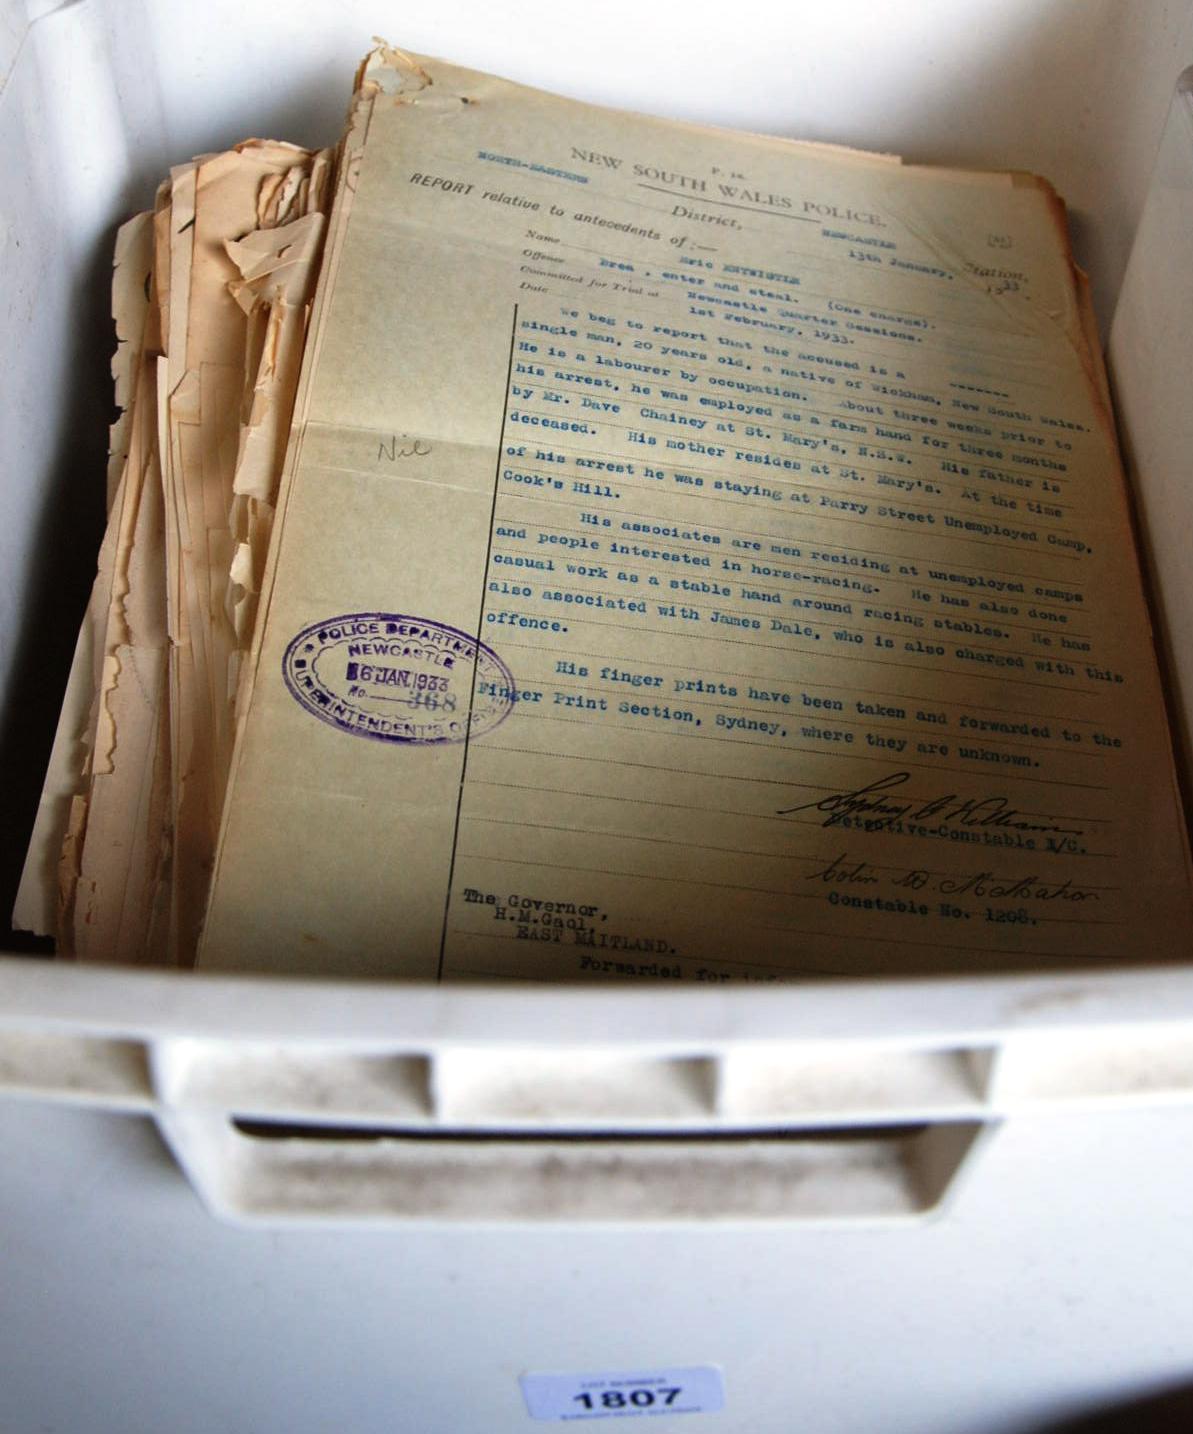 P.
NEW SOUTH WALES POLICE.
NORTH-EASTERN District,
NEWCASTLE Station,
13th January, 1933.
REPORT relative to antecedents of :—
Name Eric ENTWISTLE
Offence Break, enter and steal. (One charge).
Committed for Trial at Newcastle Quarter Sessions.
Date 1st February, 1933.
-------
We beg to report that the accused is a
single man, 20 years old, a native of Wickham, New South Wales.
He is a labourer by occupation. About three weeks prior to
his arrest, he was employed as a farm hand for three months
by Mr. Dave Chainey at St. Mary's, N.S.W. His father is
deceased. His mother resides at St. Mary's. At the time
of his arrest he was staying at Parry Street Unemployed Camp,
Cook's Hill.
His associates are men residing at unemployed camps
and people interested in horse-racing. He has also done
casual work as a stable hand around racing stables. He has
also associated with James Dale, who is also charged with this
offence.
His finger prints have been taken and forwarded to the
Finger Print Section, Sydney, where they are unknown.
Nil
POLICE DEPARTMENT
NEWCASTLE
16 JAN. 1933
No. 368
SUPERINTENDENT'S OFFICE
Sydney
Detective-Constable 1/C.
Colin McMahon
Constable No. 1208.
The Governor,
H.M.Gaol,
EAST MAITLAND.
Forwarded for
LOT NUMBER
1807